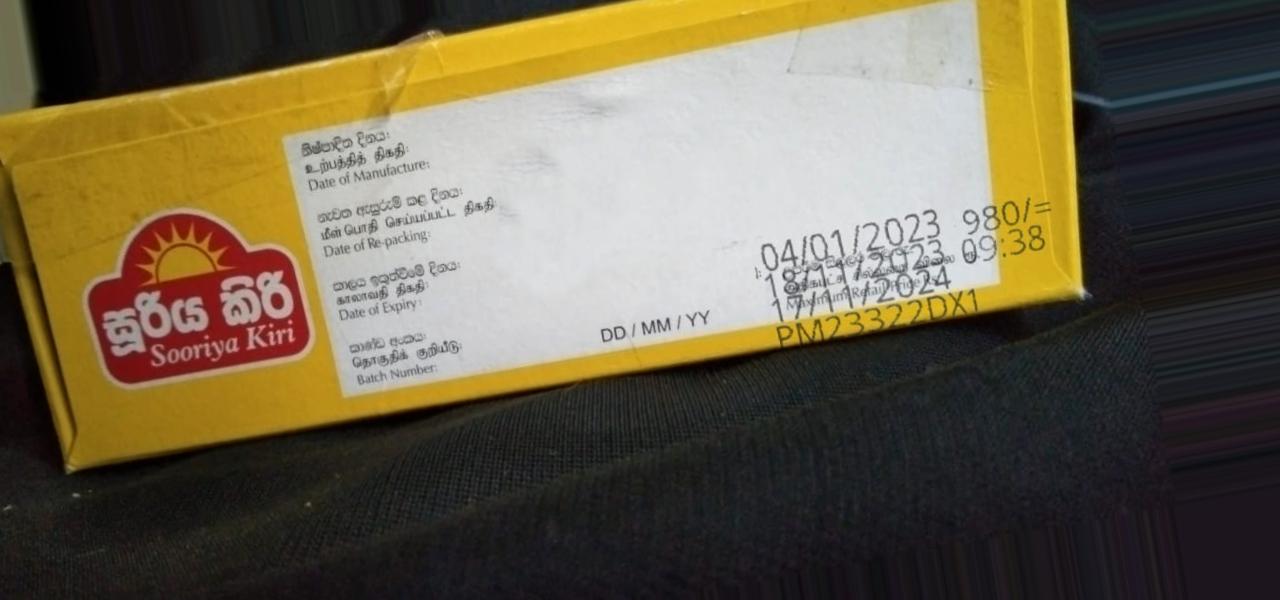 සූරිය කිරි
Sooriya Kiri
නිෂ්පාදිත දිනය:
உற்பத்தித் திகதி:
Date of Manufacture:
නැවත ඇසුරුම් කළ දිනය:
மீள் பொதி செய்யப்பட்ட திகதி:
Date of Re-packing:
කාලය ඉකුත්වීමේ දිනය:
காலாவதி திகதி:
Date of Expiry:
කාණ්ඩ අංකය:
தொகுதிக் குறியீடு:
Batch Number:
DD / MM / YY
04/01/2023 980/=
18/11/2023 09:38
17/11/2024
Maximum Retail Price
PM23322DX1